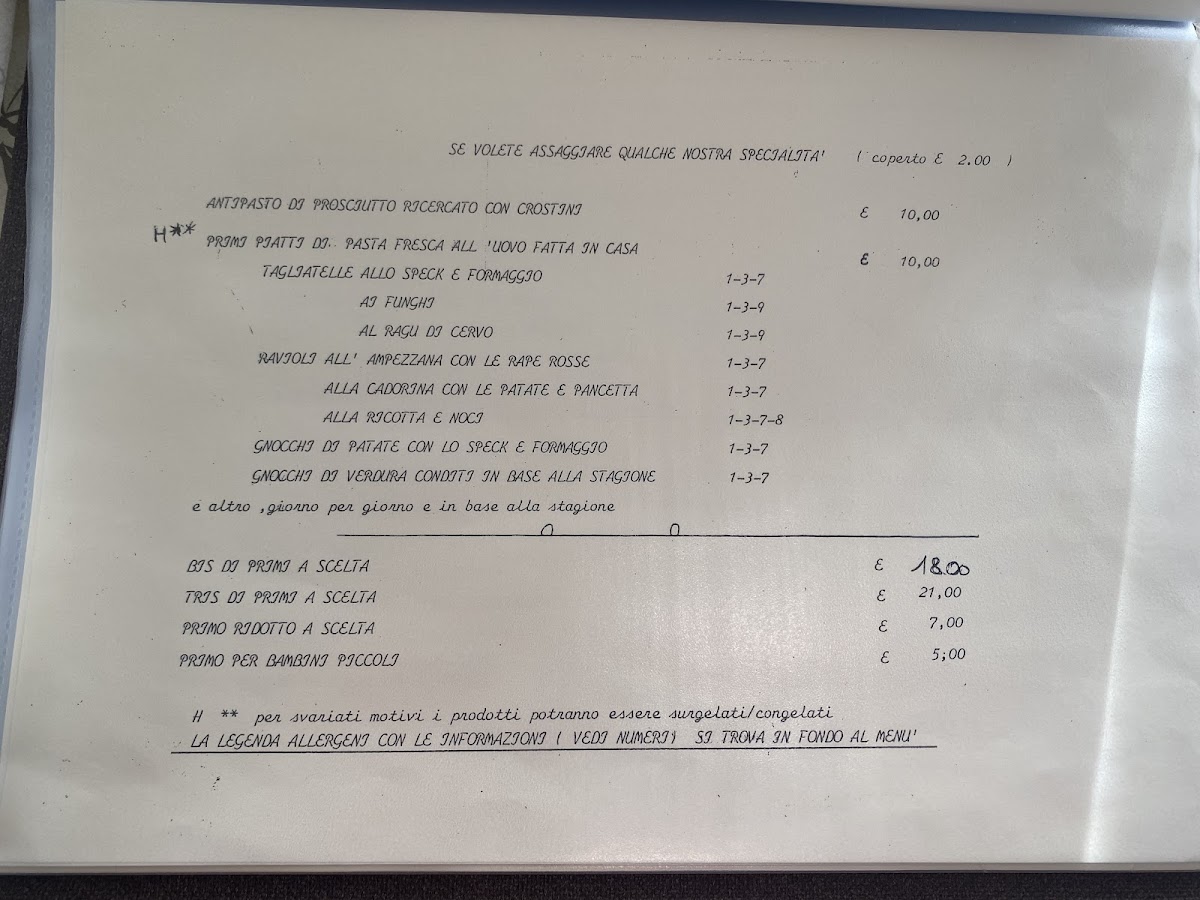 SE VOLETE ASSAGGIARE QUALCHE NOSTRA SPECIALITA' ( coperto £ 2.00 )
ANTIPASTO DI PROSCIUTTO RICERCATO CON CROSTINI £ 10,00
H** PRIMI PIATTI DI. PASTA FRESCA ALL 'UOVO FATTA IN CASA £ 10,00
TAGLIATELLE ALLO SPECK E FORMAGGIO 1-3-7
AI FUNGHI 1-3-9
AL RAGU DI CERVO 1-3-9
RAVIOLI ALL' AMPEZZANA CON LE RAPE ROSSE 1-3-7
ALLA CADORINA CON LE PATATE E PANCETTA 1-3-7
ALLA RICOTTA E NOCI 1-3-7-8
GNOCCHI DI PATATE CON LO SPECK E FORMAGGIO 1-3-7
GNOCCHI DI VERDURA CONDITI IN BASE ALLA STAGIONE 1-3-7
e altro ,giorno per giorno e in base alla stagione
BIS DI PRIMI A SCELTA £ 18.00
TRIS DI PRIMI A SCELTA £ 21,00
PRIMO RIDOTTO A SCELTA £ 7,00
PRIMO PER BAMBINI PICCOLI £ 5;00
H ** per svariati motivi i prodotti potranno essere surgelati/congelati
LA LEGENDA ALLERGENI CON LE INFORMAZIONI ( VEDI NUMERI) SI TROVA IN FONDO AL MENU'